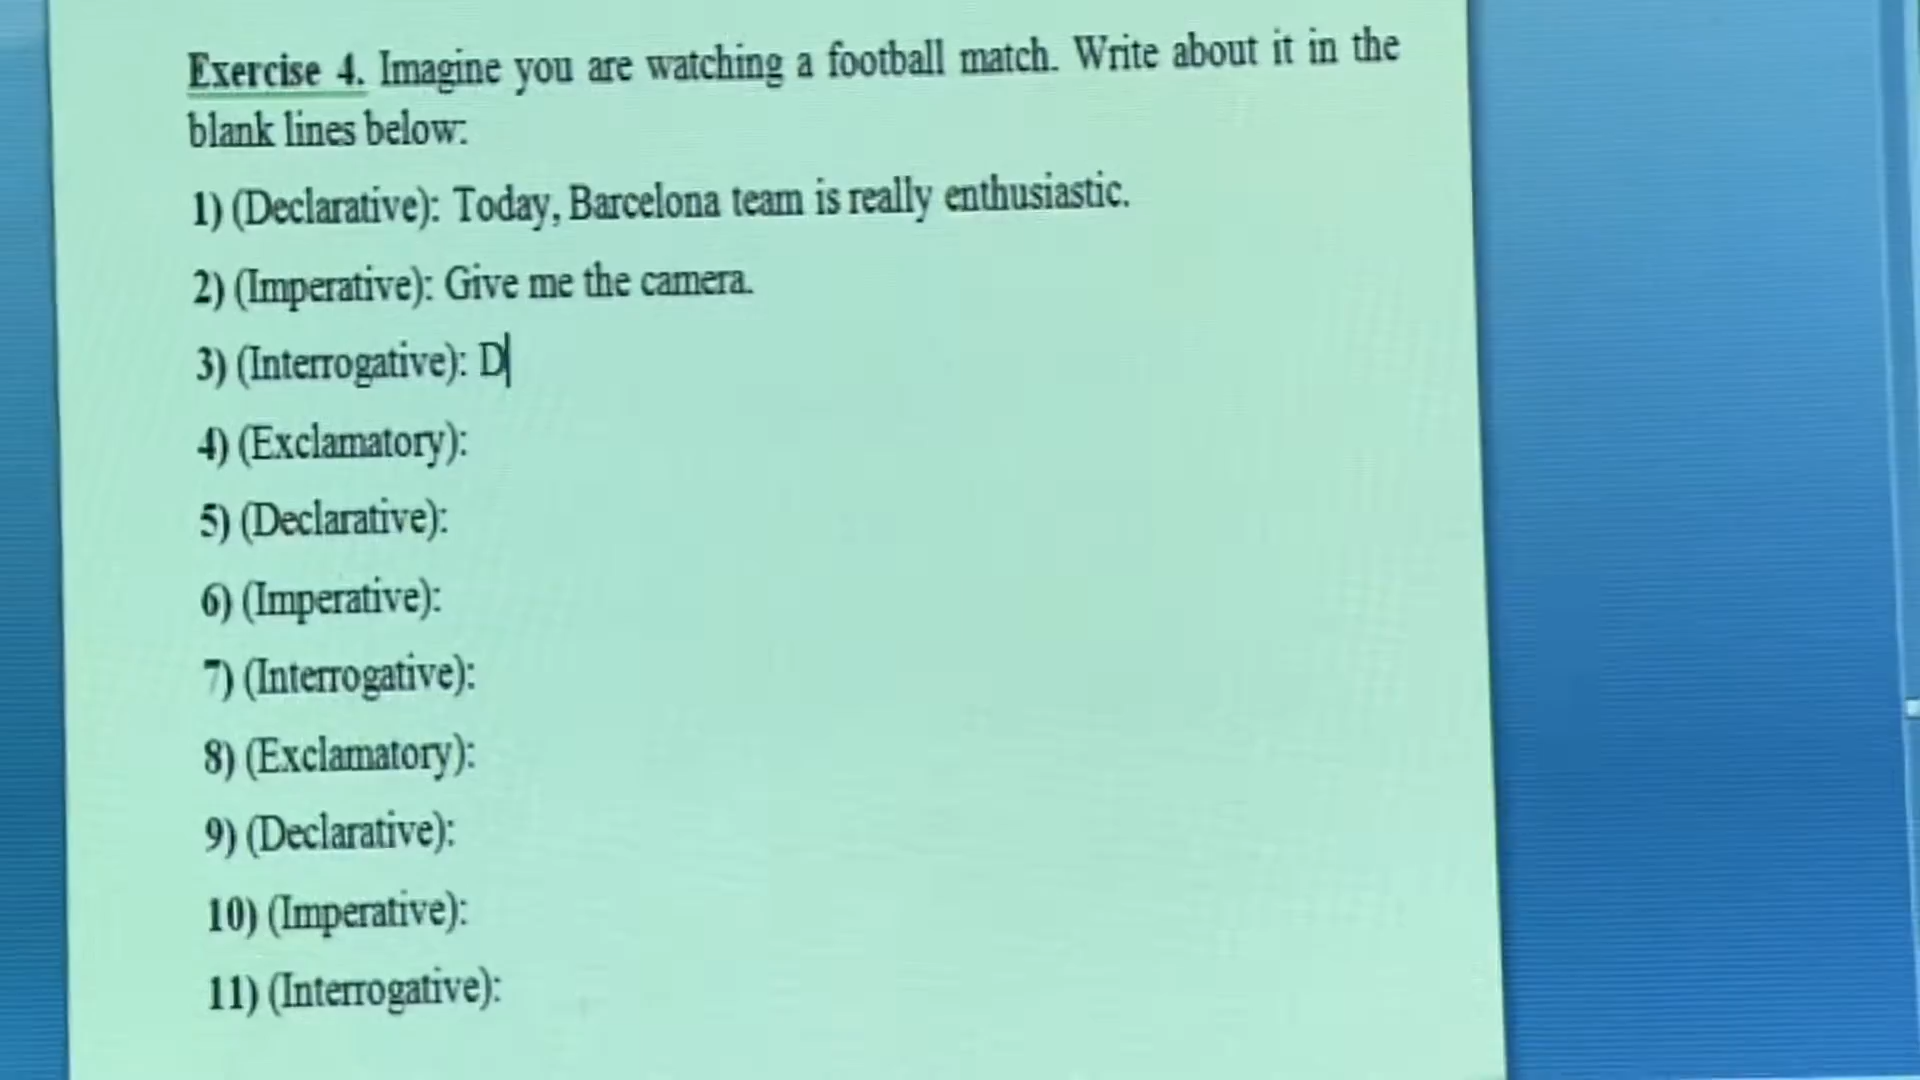 Exercise 4. Imagine you are watching a football match. Write about it in the
blank lines below:
1) (Declarative): Today, Barcelona team is really enthusiastic.
2) (Imperative): Give me the camera.
3) (Interrogative): D
4) (Exclamatory):
5) (Declarative):
6) (Imperative):
7) (Interrogative):
8) (Exclamatory):
9) (Declarative):
10) (Imperative):
11) (Interrogative):